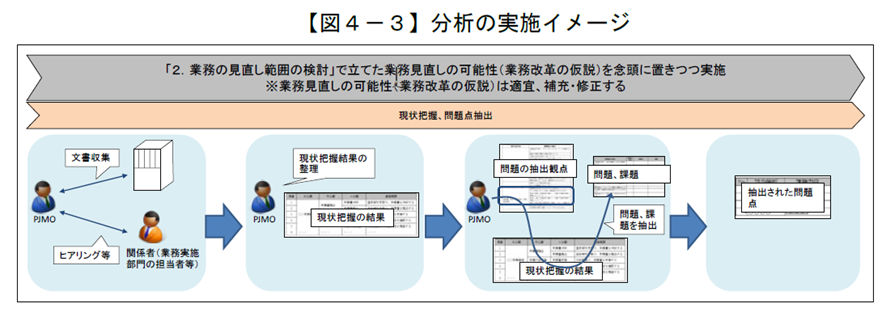 【図４－３】分析の実施イメージ
「２．業務の見直し範囲の検討」で立てた業務見直しの可能性（業務改革の仮説）を念頭に置きつつ実施
※業務見直しの可能性（業務改革の仮説）は適宜、補充・修正する
現状把握、問題点抽出
文書収集
PJMO
ヒアリング等
関係者（業務実施
部門の担当者等）
現状把握結果の
整理
PJMO
現状把握の結果
問題の抽出観点
問題、課題
PJMO
問題、課
題を抽出
現状把握の結果
抽出された問題
点